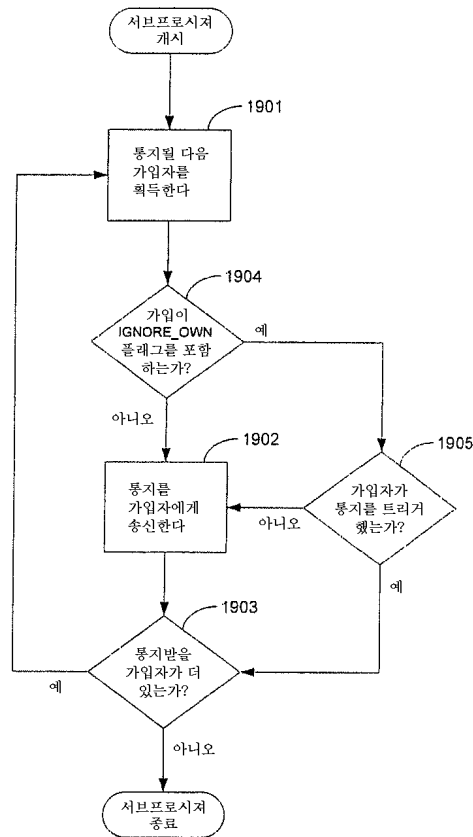 서브프로시져
개시
1901
통지될 다음
가입자를
획득한다
1904
가입이
IGNORE_OWN
플래그를 포함
하는가?
예
아니오
1902
통지를
가입자에게
송신한다
1905
가입자가
통지를 트리거
했는가?
아니오
예
1903
통지받을
가입자가 더
있는가?
예
아니오
서브프로시져
종료